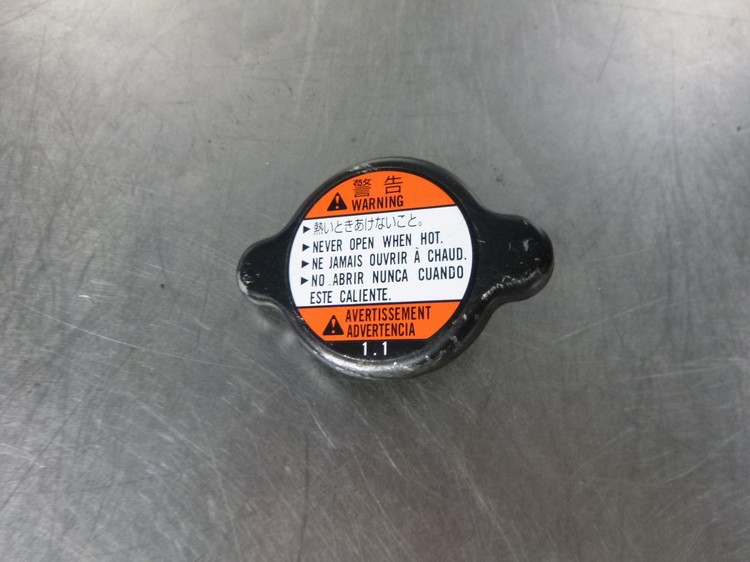 警告
WARNING
▶熱いときあけないこと。
▶NEVER OPEN WHEN HOT.
▶NE JAMAIS OUVRIR À CHAUD.
▶NO ABRIR NUNCA CUANDO
ESTE CALIENTE.
AVERTISSEMENT
ADVERTENCIA
1.1